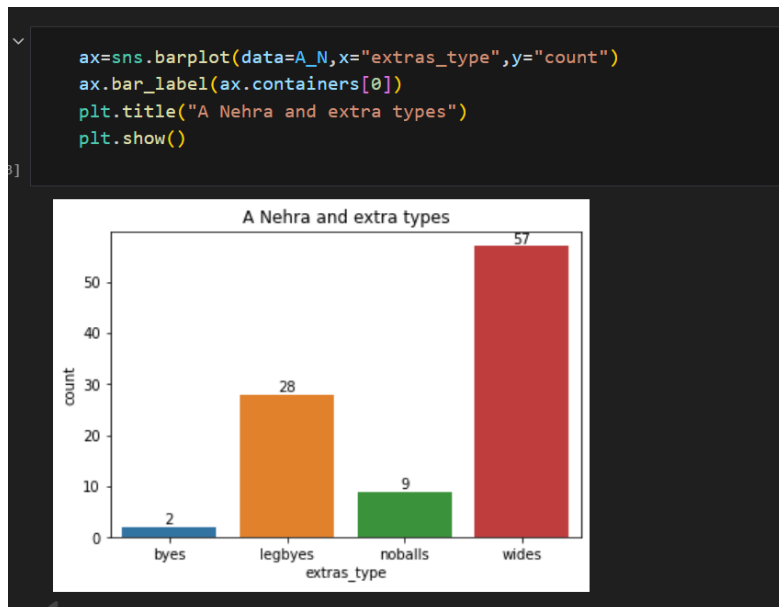 ax=sns.barplot(data=A_N,x="extras_type",y="count")
ax.bar_label(ax.containers[0])
plt.title("A Nehra and extra types")
plt.show()
]
A Nehra and extra types
57
50
40
30
28
20
10
9
2
0
count
byes legbyes noballs wides
extras_type